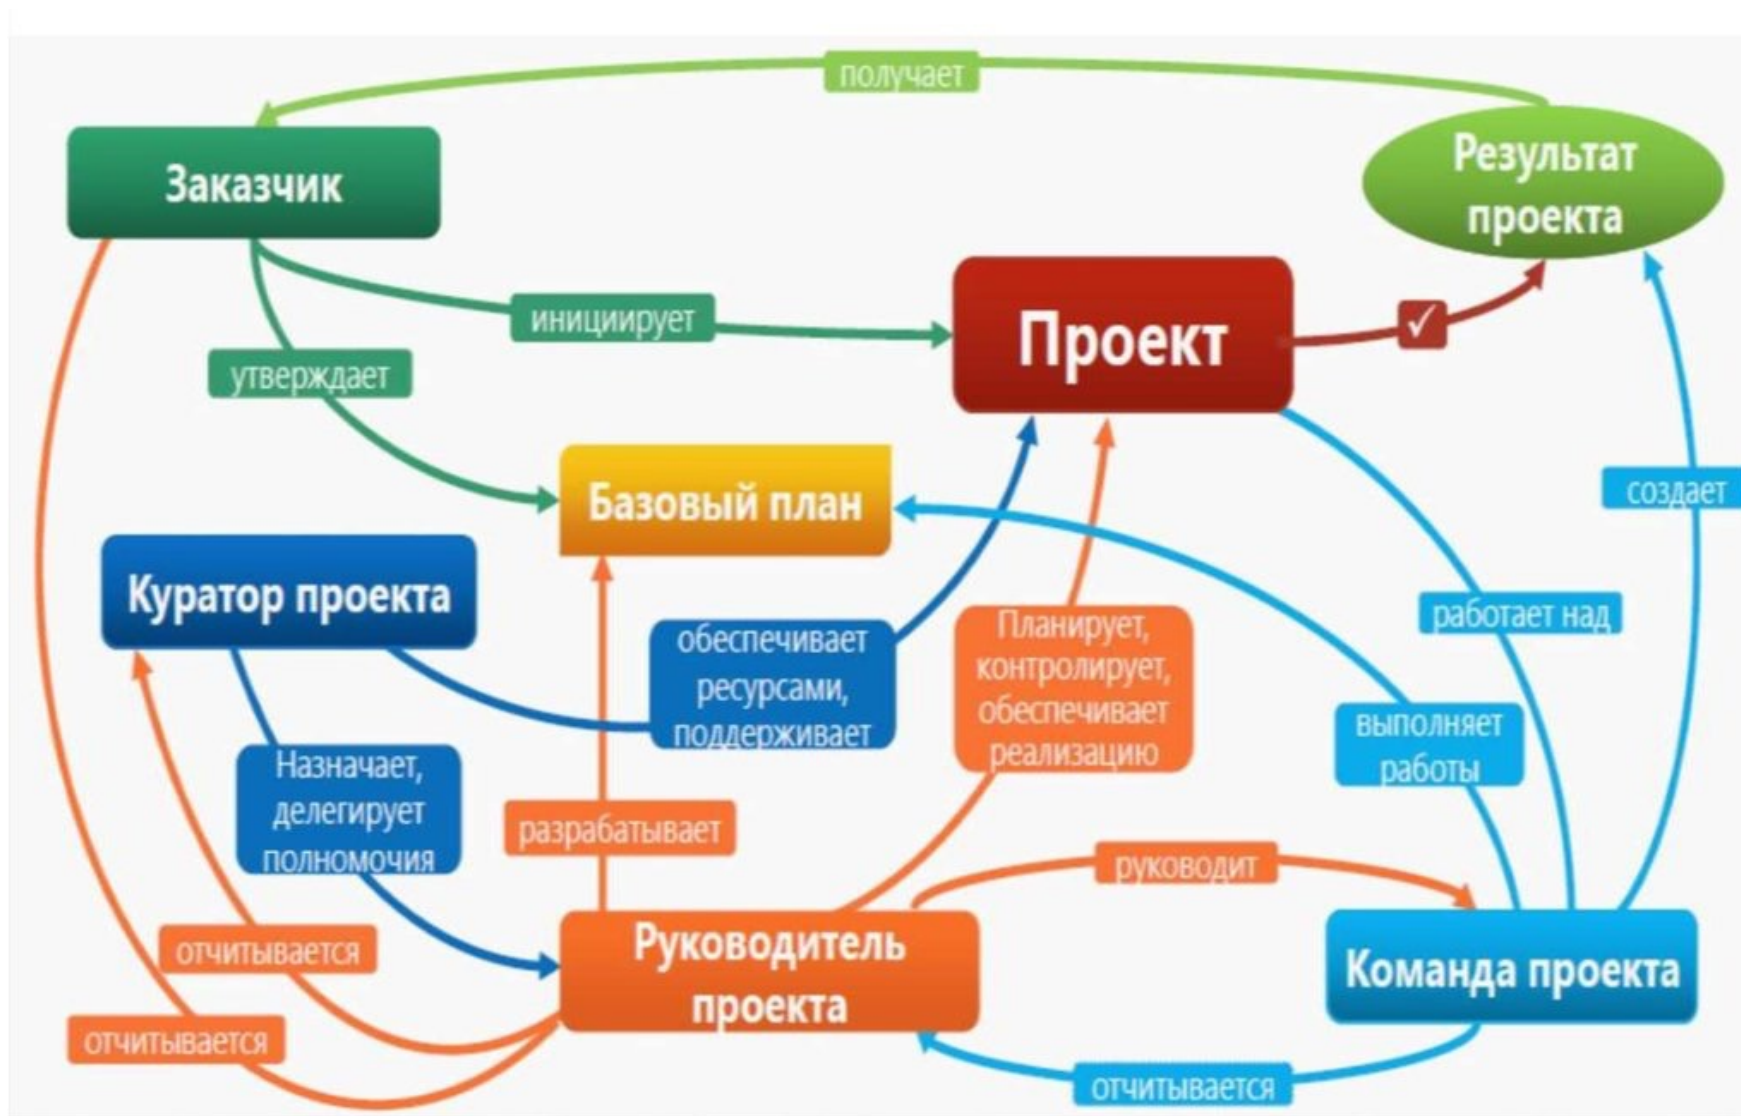 получает
Заказчик
Результат
проекта
инициирует
Проект
✓
утверждает
Базовый план
создает
Куратор проекта
обеспечивает
ресурсами,
поддерживает
Планирует,
контролирует,
обеспечивает
реализацию
работает над
выполняет
работы
Назначает,
делегирует
полномочия
разрабатывает
руководит
отчитывается
Руководитель
проекта
Команда проекта
отчитывается
отчитывается